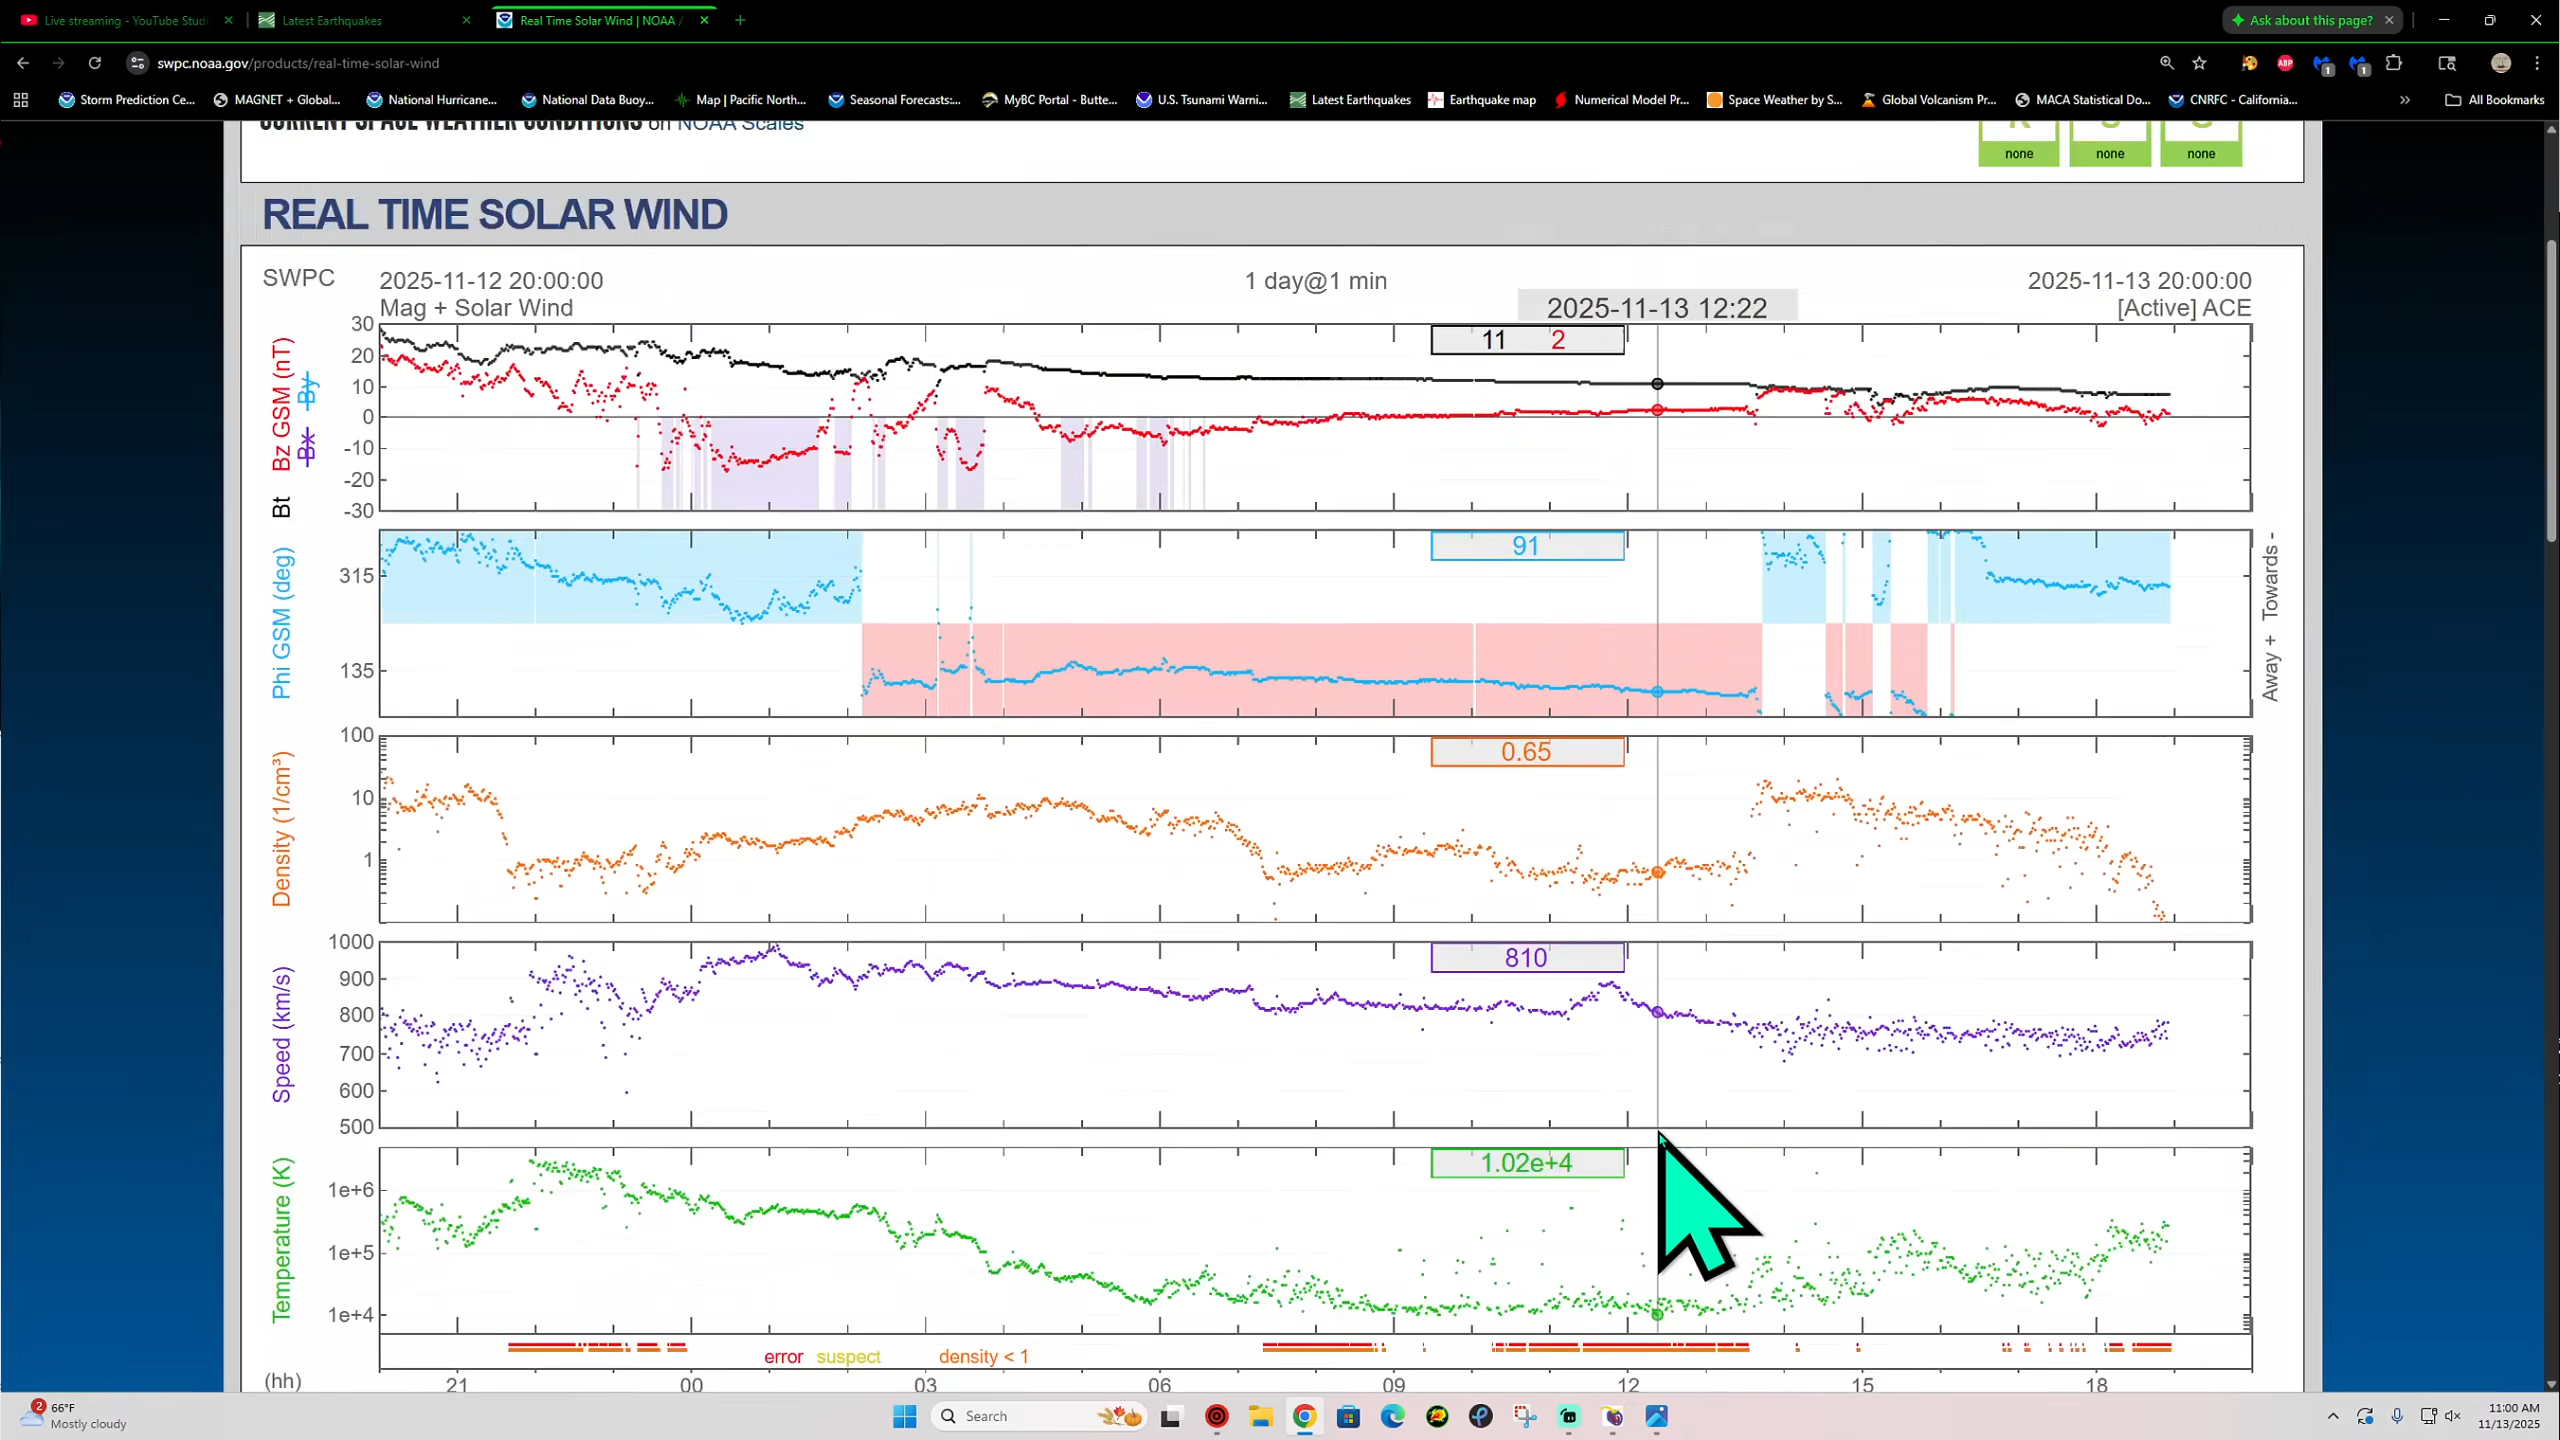 Live streaming - YouTube Studi
Latest Earthquakes
Real Time Solar Wind | NOAA /
Ask about this page?
swpc.noaa.gov/products/real-time-solar-wind
Storm Prediction Ce...
MAGNET + Global...
National Hurricane...
National Data Buoy...
Map | Pacific North...
Seasonal Forecasts:...
MyBC Portal - Butte...
U.S. Tsunami Warni...
Latest Earthquakes
Earthquake map
Numerical Model Pr...
Space Weather by S...
Global Volcanism Pr...
MACA Statistical Do...
CNRFC - California...
All Bookmarks
CURRENT SPACE WEATHER CONDITIONS on NOAA Scales
none none none
REAL TIME SOLAR WIND
SWPC 2025-11-12 20:00:00 1 day@1 min 2025-11-13 20:00:00
Mag + Solar Wind 2025-11-13 12:22 [Active] ACE
Bt Bz GSM (nT)
Bx By
30
20
10
0
-10
-20
-30
11 2
Phi GSM (deg)
315
135
91
Away + Towards -
Density (1/cm³)
100
10
1
0.65
Speed (km/s)
1000
900
800
700
600
500
810
Temperature (K)
1e+6
1e+5
1e+4
1.02e+4
error suspect density < 1
(hh) 21 00 03 06 09 12 15 18
2
66°F
Mostly cloudy
Search
11:00 AM
11/13/2025